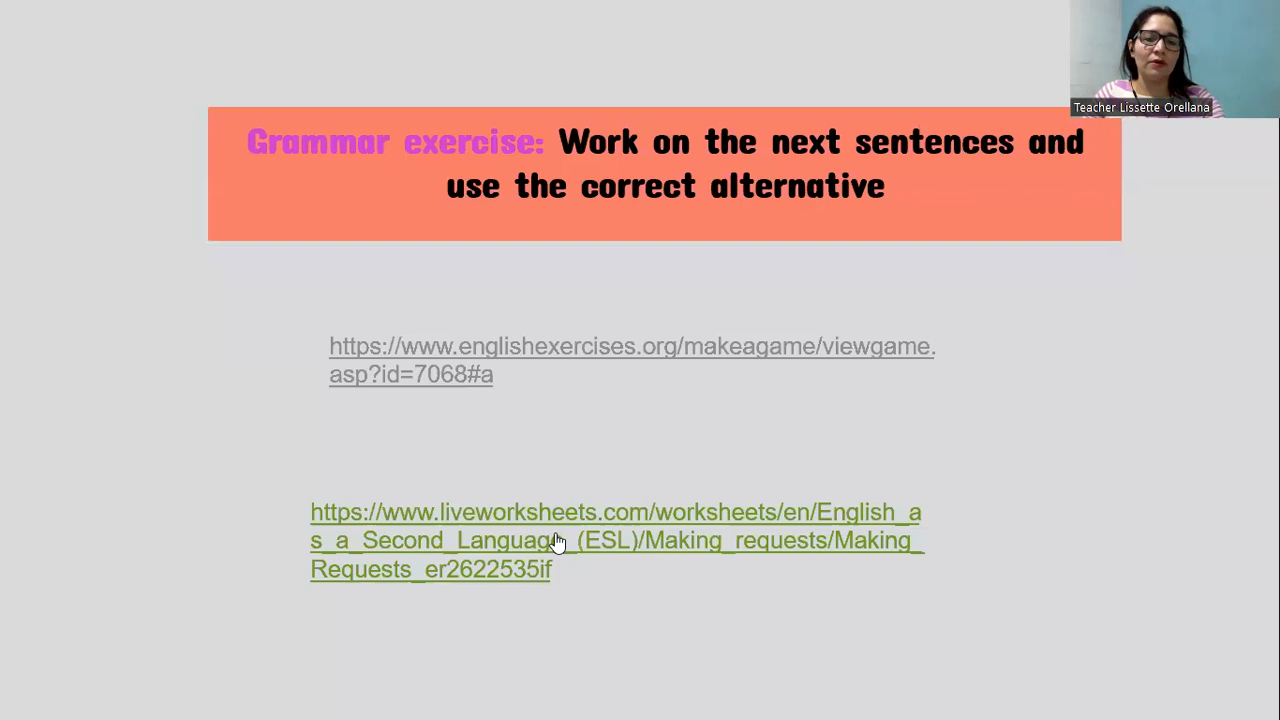 Teacher Lissette Orellana
Grammar exercise: Work on the next sentences and
use the correct alternative
https://www.englishexercises.org/makeagame/viewgame.
asp?id=7068#a
https://www.liveworksheets.com/worksheets/en/English_a
s_a_Second_Language_(ESL)/Making_requests/Making_
Requests_er2622535if